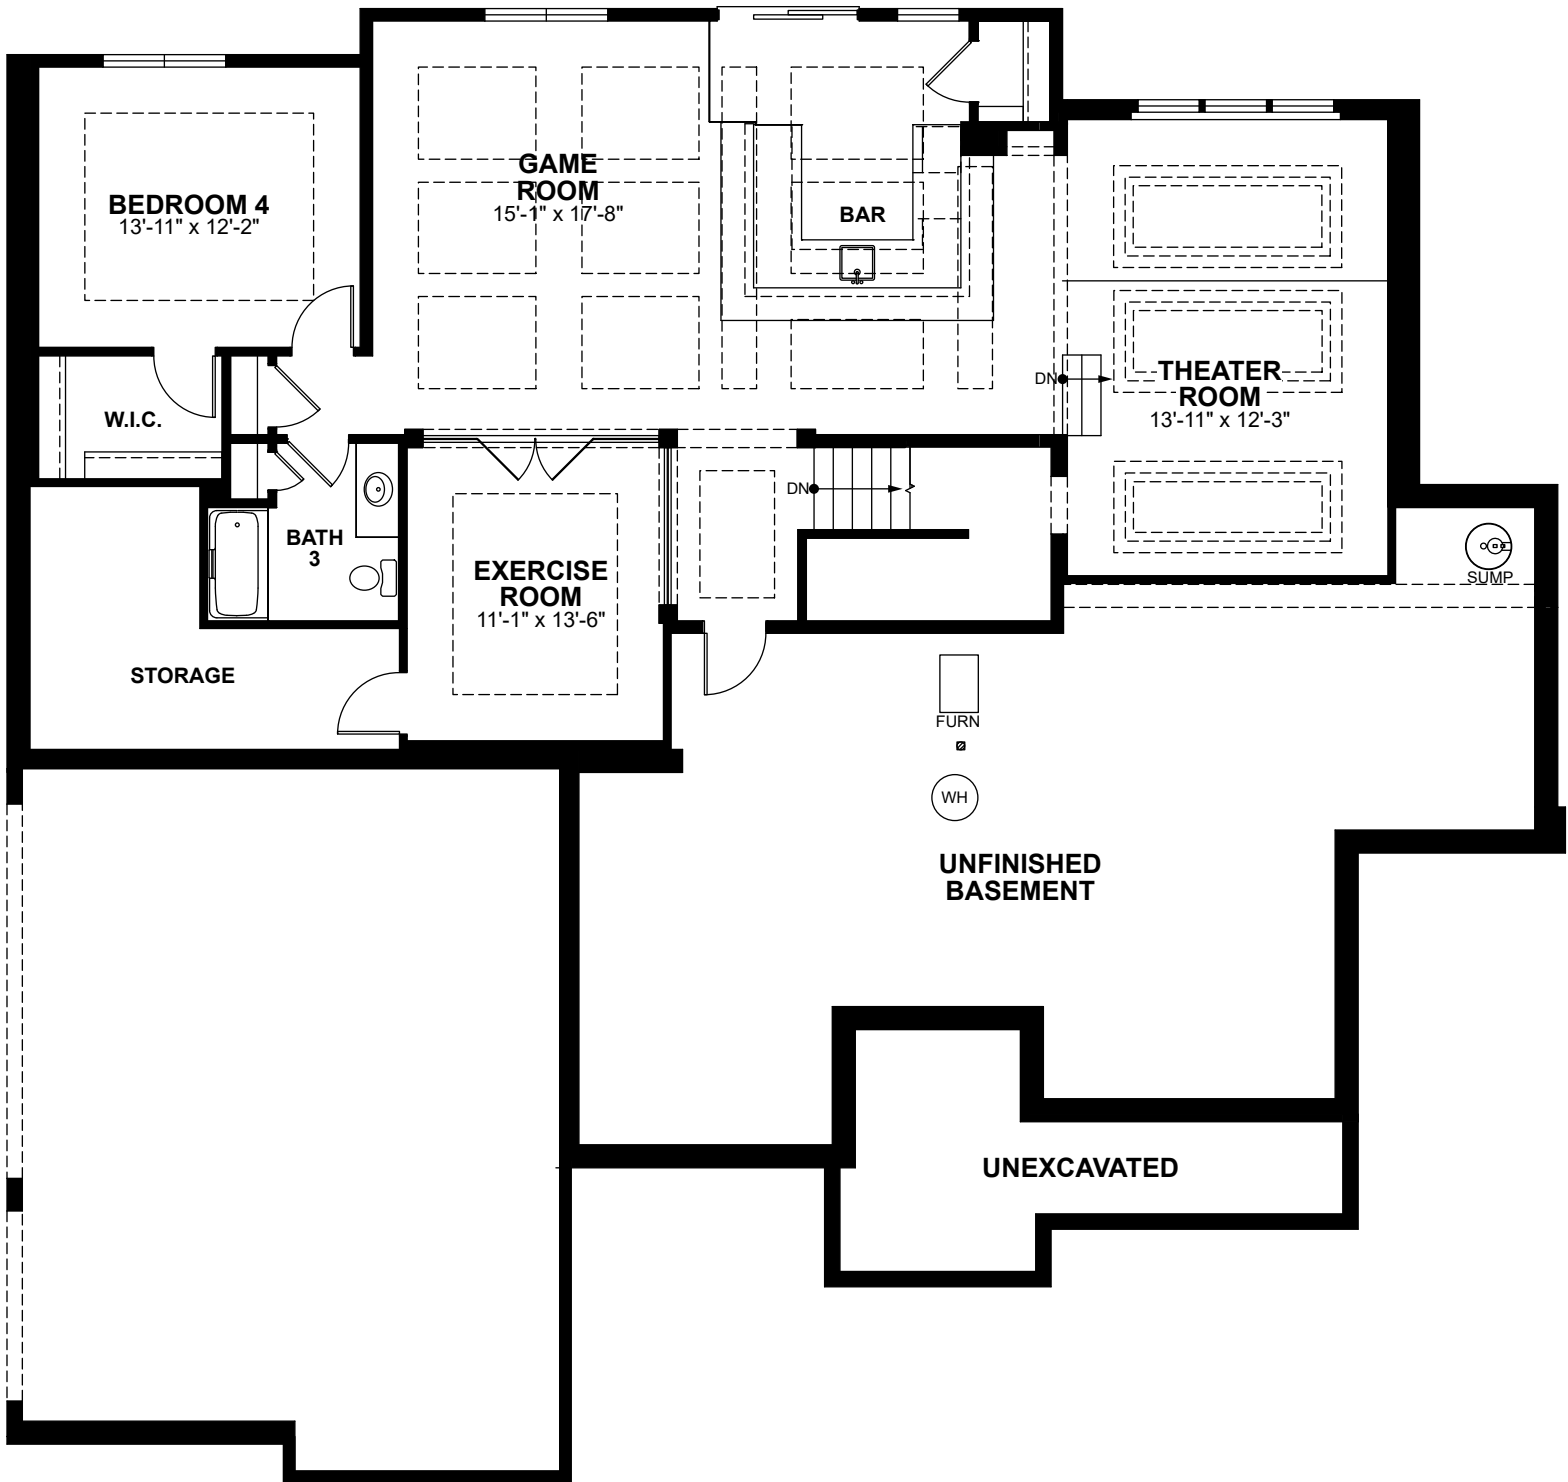 BEDROOM 4
13'-11" x 12'-2"
GAME
ROOM
15'-1" x 17'-8"
BAR
W.I.C.
DN
THEATER
ROOM
13'-11" x 12'-3"
DN
BATH
3
EXERCISE
ROOM
11'-1" x 13'-6"
SUMP
STORAGE
FURN
WH
UNFINISHED
BASEMENT
UNEXCAVATED